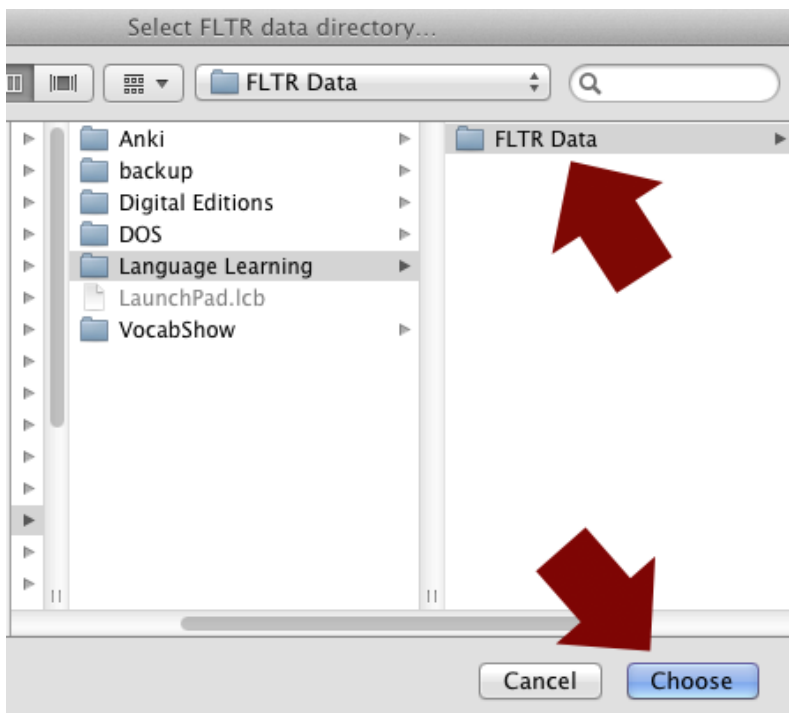 Select FLTR data directory...
FLTR Data
Anki
FLTR Data
backup
Digital Editions
DOS
Language Learning
LaunchPad.lcb
VocabShow
Cancel
Choose